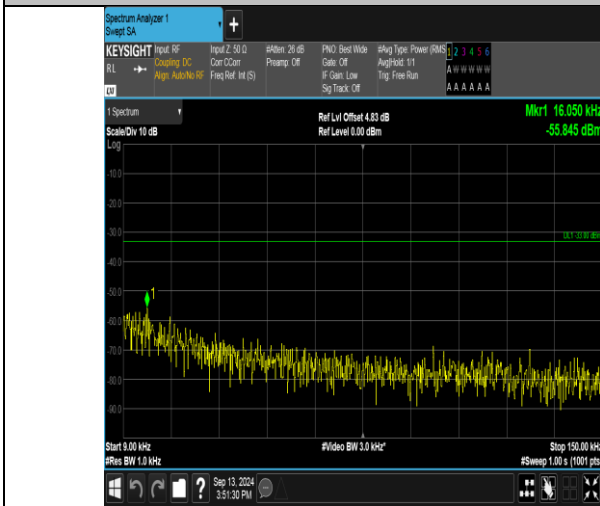 Spectrum Analyzer 1
Swept SA
+
KEYSIGHT Input: RF Input Z: 50 Ω #Atten: 26 dB PNO: Best Wide #Avg Type: Power (RMS 1 2 3 4 5 6
RL Coupling: DC Corr CCorr Preamp: Off Gate: Off Avg|Hold: 1/1 A W W W W W
Align: Auto/No RF Freq Ref: Int (S) IF Gain: Low Trig: Free Run
Sig Track: Off A A A A A A
1 Spectrum
Ref Lvl Offset 4.83 dB Mkr1 16.050 kHz
Scale/Div 10 dB Ref Level 0.00 dBm -55.845 dBm
Log
-10.0
-20.0
-30.0
DL1 -33.00 dBm
-40.0
-50.0
1
-60.0
-70.0
-80.0
-90.0
Start 9.00 kHz #Video BW 3.0 kHz* Stop 150.00 kHz
#Res BW 1.0 kHz #Sweep 1.00 s (1001 pts
? Sep 13, 2024
3:51:30 PM